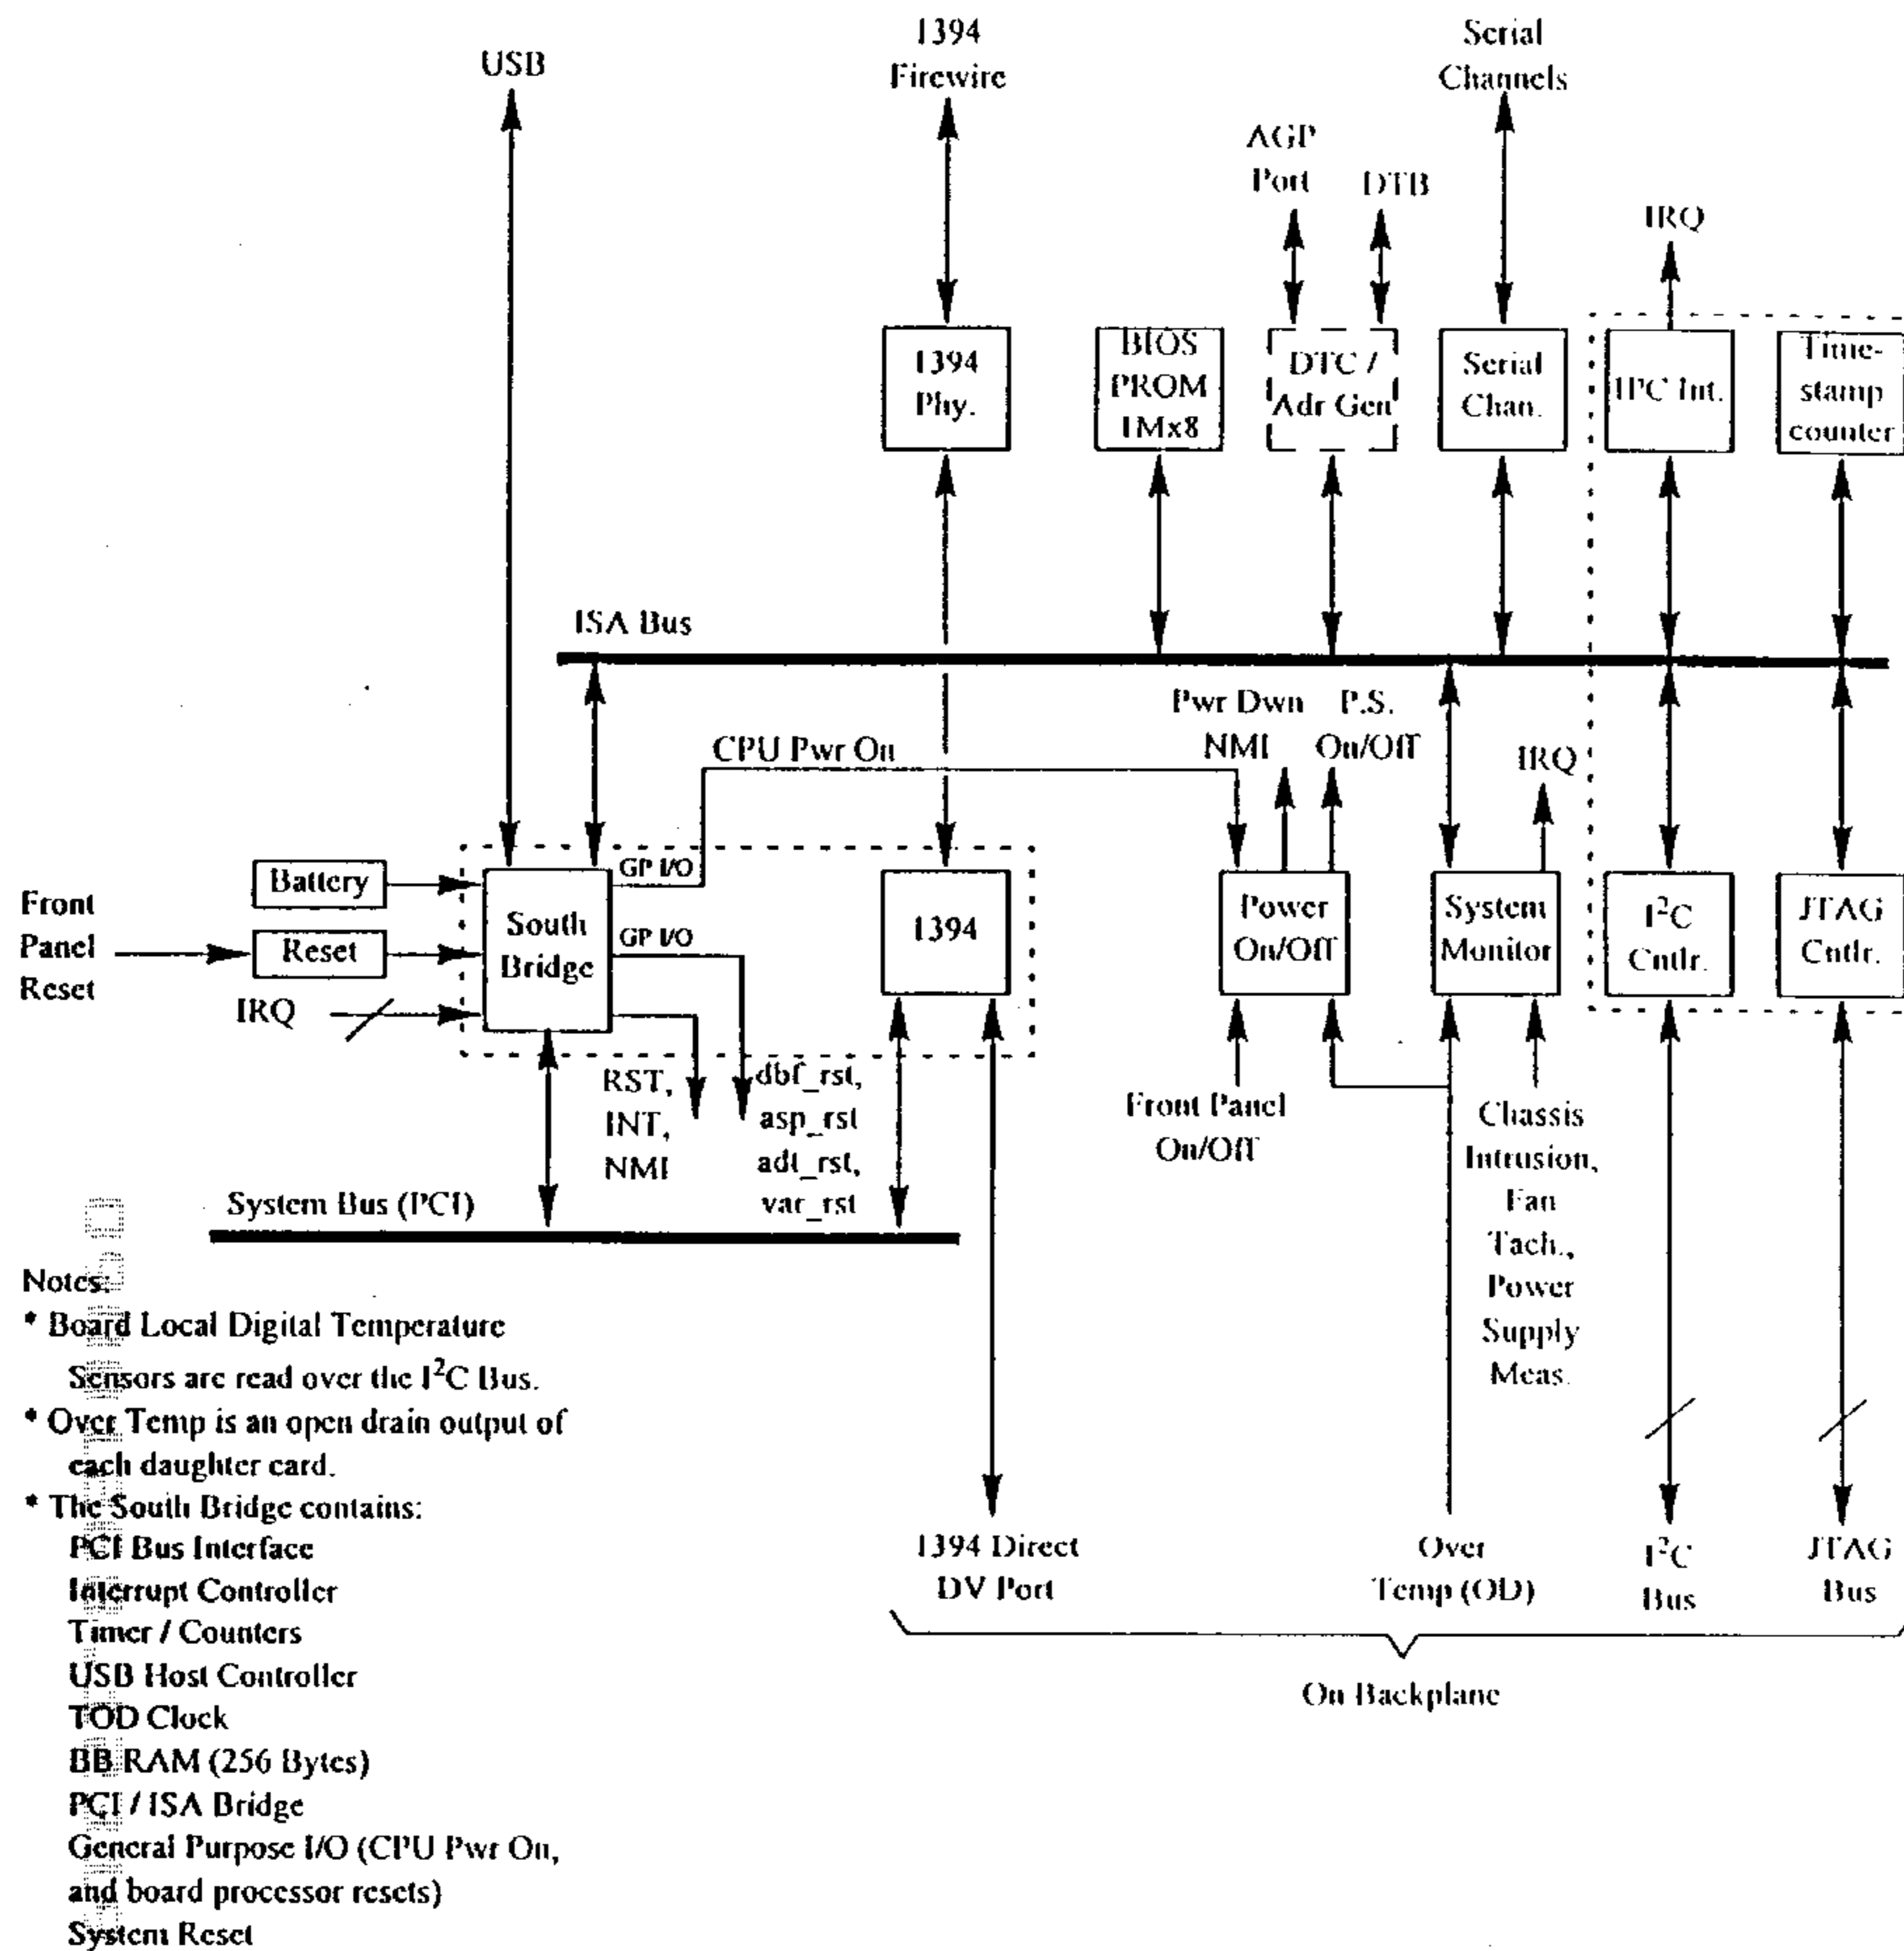 USB
1394
Firewire
Serial
Channels
AGP
Port
DTB
IRQ
1394
Phy.
BIOS
PROM
1Mx8
DTC /
Adr Gen
Serial
Chan.
IPC Int.
Time-
stamp
counter
ISA Bus
CPU Pwr On
Pwr Dwn
NMI
P.S.
On/Off
IRQ
Front
Panel
Reset
Battery
Reset
IRQ
South
Bridge
GP I/O
GP I/O
1394
Power
On/Off
System
Monitor
I²C
Cntlr.
JTAG
Cntlr.
RST,
INT,
NMI
dbf_rst,
asp_rst
adt_rst,
var_rst
Front Panel
On/Off
Chassis
Intrusion,
Fan
Tach.,
Power
Supply
Meas.
System Bus (PCI)
1394 Direct
DV Port
Over
Temp (OD)
I²C
Bus
JTAG
Bus
On Backplane
Notes:
* Board Local Digital Temperature
Sensors are read over the I²C Bus.
* Over Temp is an open drain output of
each daughter card.
* The South Bridge contains:
PCI Bus Interface
Interrupt Controller
Timer / Counters
USB Host Controller
TOD Clock
BB RAM (256 Bytes)
PCI / ISA Bridge
General Purpose I/O (CPU Pwr On,
and board processor resets)
System Reset